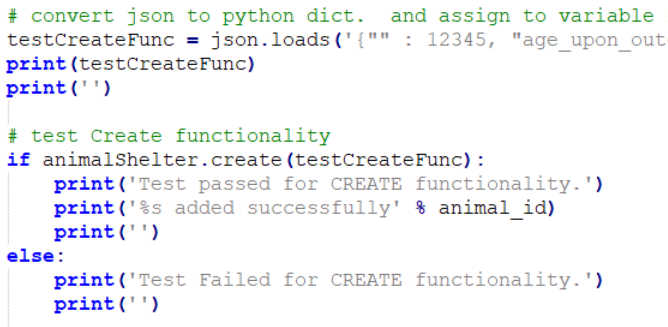 # convert json to python dict.  and assign to variable
testCreateFunc = json.loads('{"" : 12345, "age_upon_out
print(testCreateFunc)
print('')
# test Create functionality
if animalShelter.create(testCreateFunc):
    print('Test passed for CREATE functionality.')
    print('%s added successfully' % animal_id)
    print('')
else:
    print('Test Failed for CREATE functionality.')
    print('')